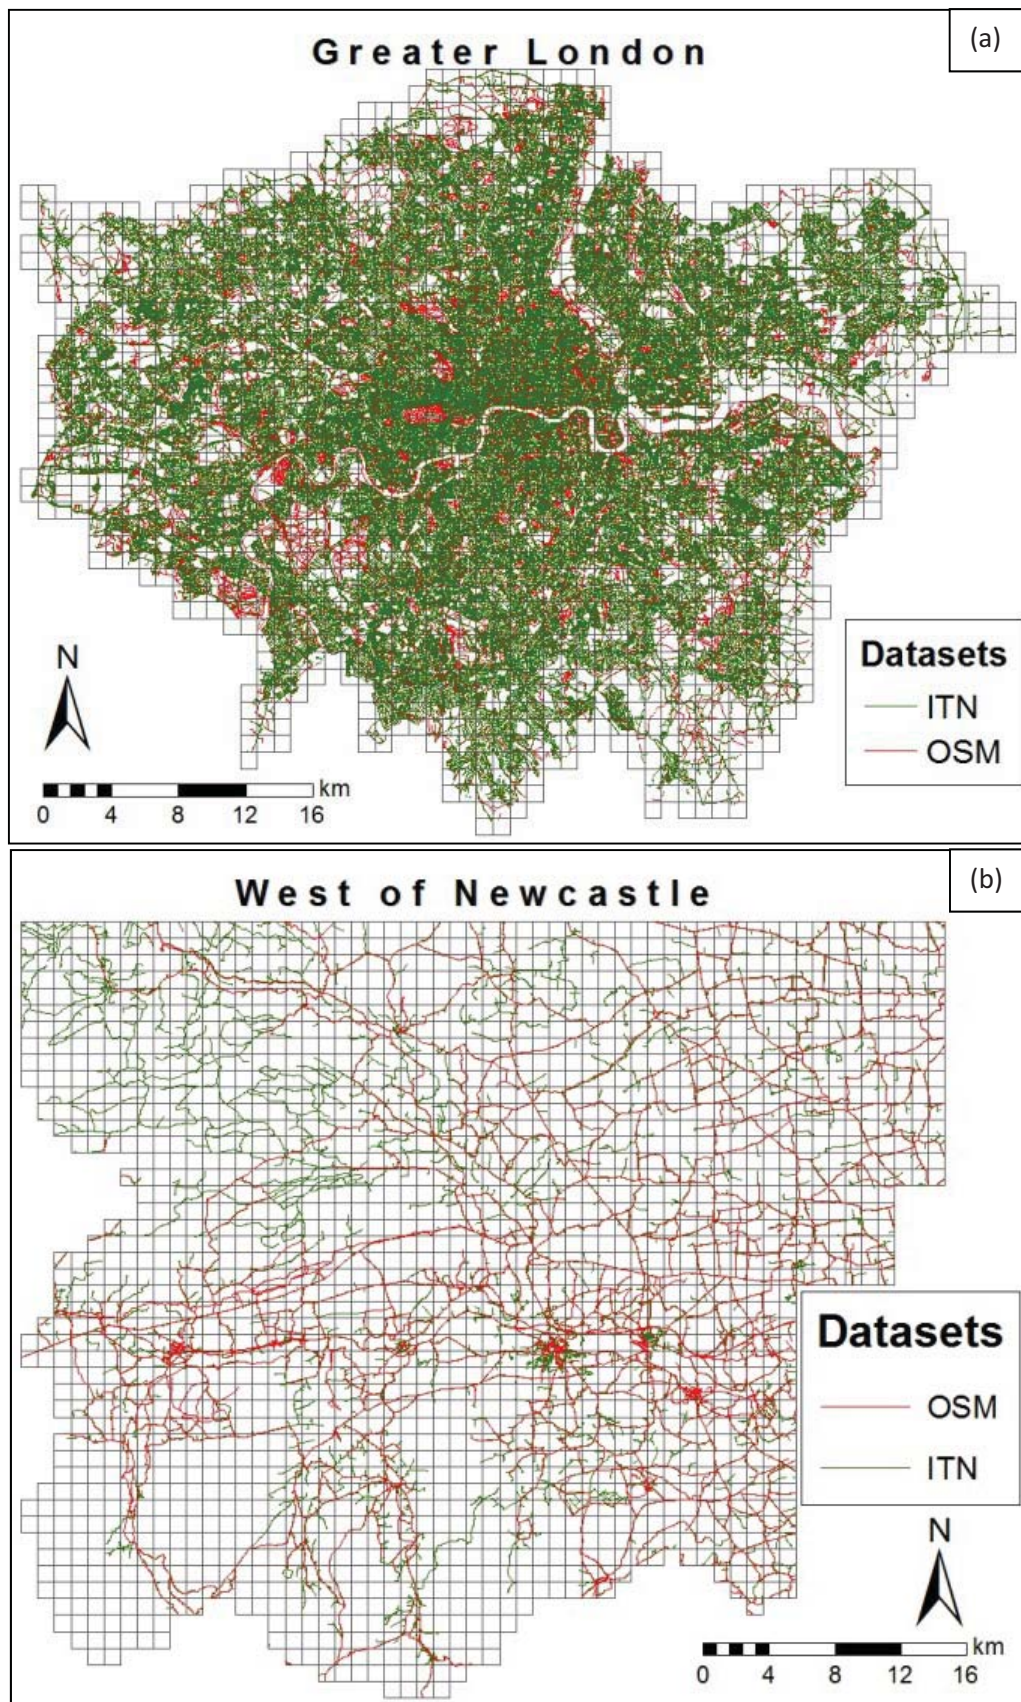 (a)
Greater London
Datasets
ITN
OSM
N
km
0 4 8 12 16
(b)
West of Newcastle
Datasets
OSM
ITN
N
km
0 4 8 12 16